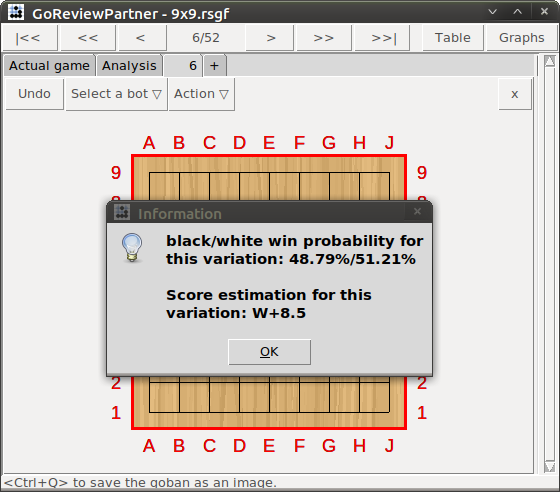 GoReviewPartner - 9x9.rsgf
|<< << < 6/52 > >> >>| Table Graphs
Actual game Analysis 6 +
Undo Select a bot ▽ Action ▽ x
A B C D E F G H J
9 9
Information
black/white win probability for
this variation: 48.79%/51.21%
Score estimation for this
variation: W+8.5
OK
2 2
1 1
A B C D E F G H J
<Ctrl+Q> to save the goban as an image.